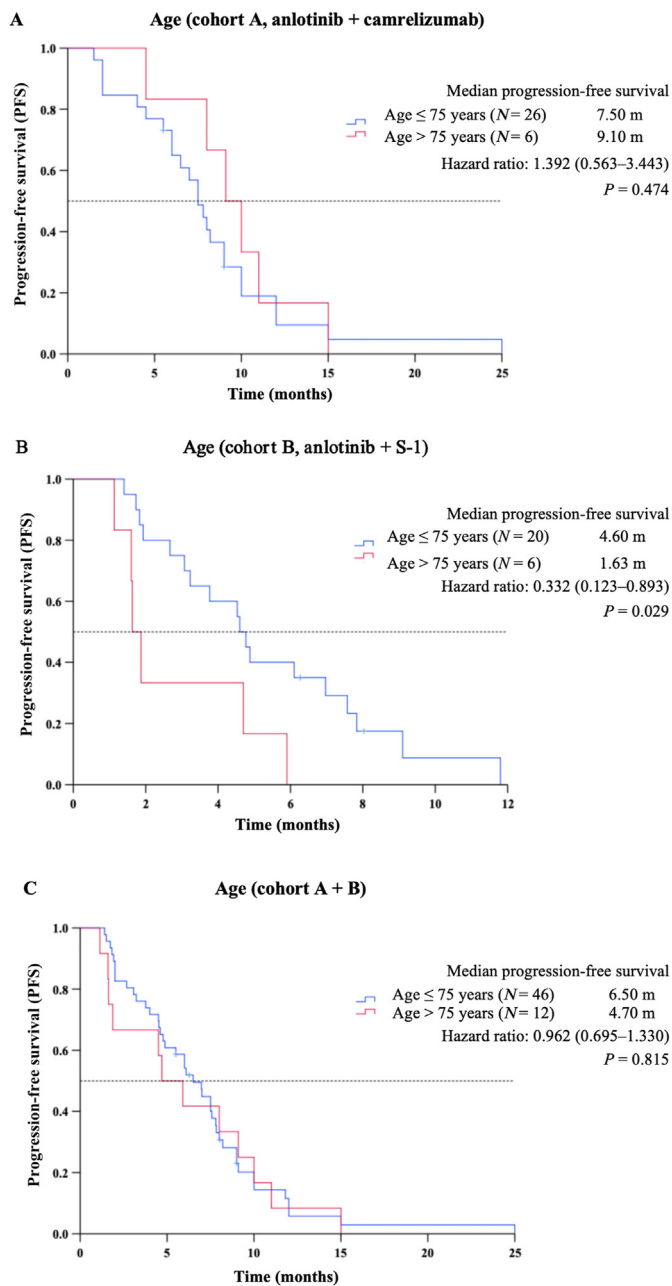 A
Age (cohort A, anlotinib + camrelizumab)
Progression-free survival (PFS)
1.0
0.8
0.6
0.4
0.2
0.0
0
5
10
15
20
25
Time (months)
Median progression-free survival
Age ≤ 75 years (N = 26) 7.50 m
Age > 75 years (N = 6) 9.10 m
Hazard ratio: 1.392 (0.563–3.443)
P = 0.474
B
Age (cohort B, anlotinib + S-1)
Progression-free survival (PFS)
1.0
0.8
0.6
0.4
0.2
0.0
0
2
4
6
8
10
12
Time (months)
Median progression-free survival
Age ≤ 75 years (N = 20) 4.60 m
Age > 75 years (N = 6) 1.63 m
Hazard ratio: 0.332 (0.123–0.893)
P = 0.029
C
Age (cohort A + B)
Progression-free survival (PFS)
1.0
0.8
0.6
0.4
0.2
0.0
0
5
10
15
20
25
Time (months)
Median progression-free survival
Age ≤ 75 years (N = 46) 6.50 m
Age > 75 years (N = 12) 4.70 m
Hazard ratio: 0.962 (0.695–1.330)
P = 0.815